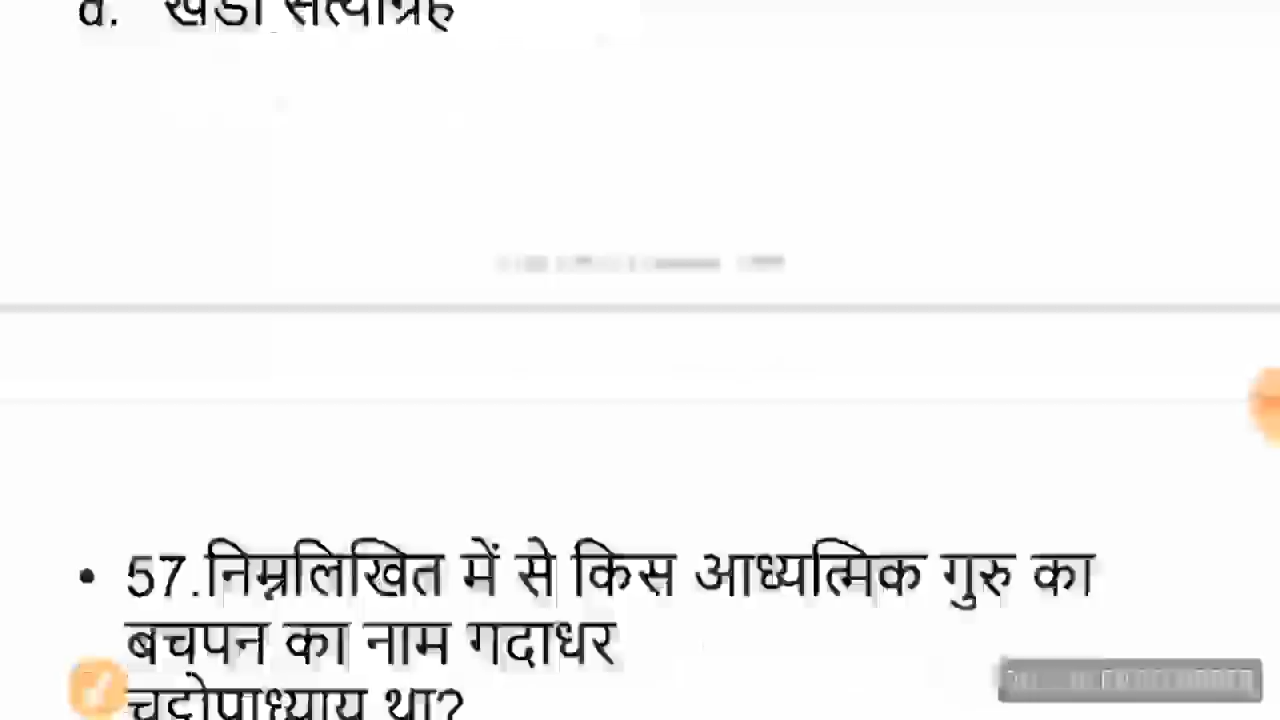 d. खेडा सत्याग्रह
• 57.निम्नलिखित में से किस आध्यत्मिक गुरु का
बचपन का नाम गदाधर
चट्टोपाध्याय था?